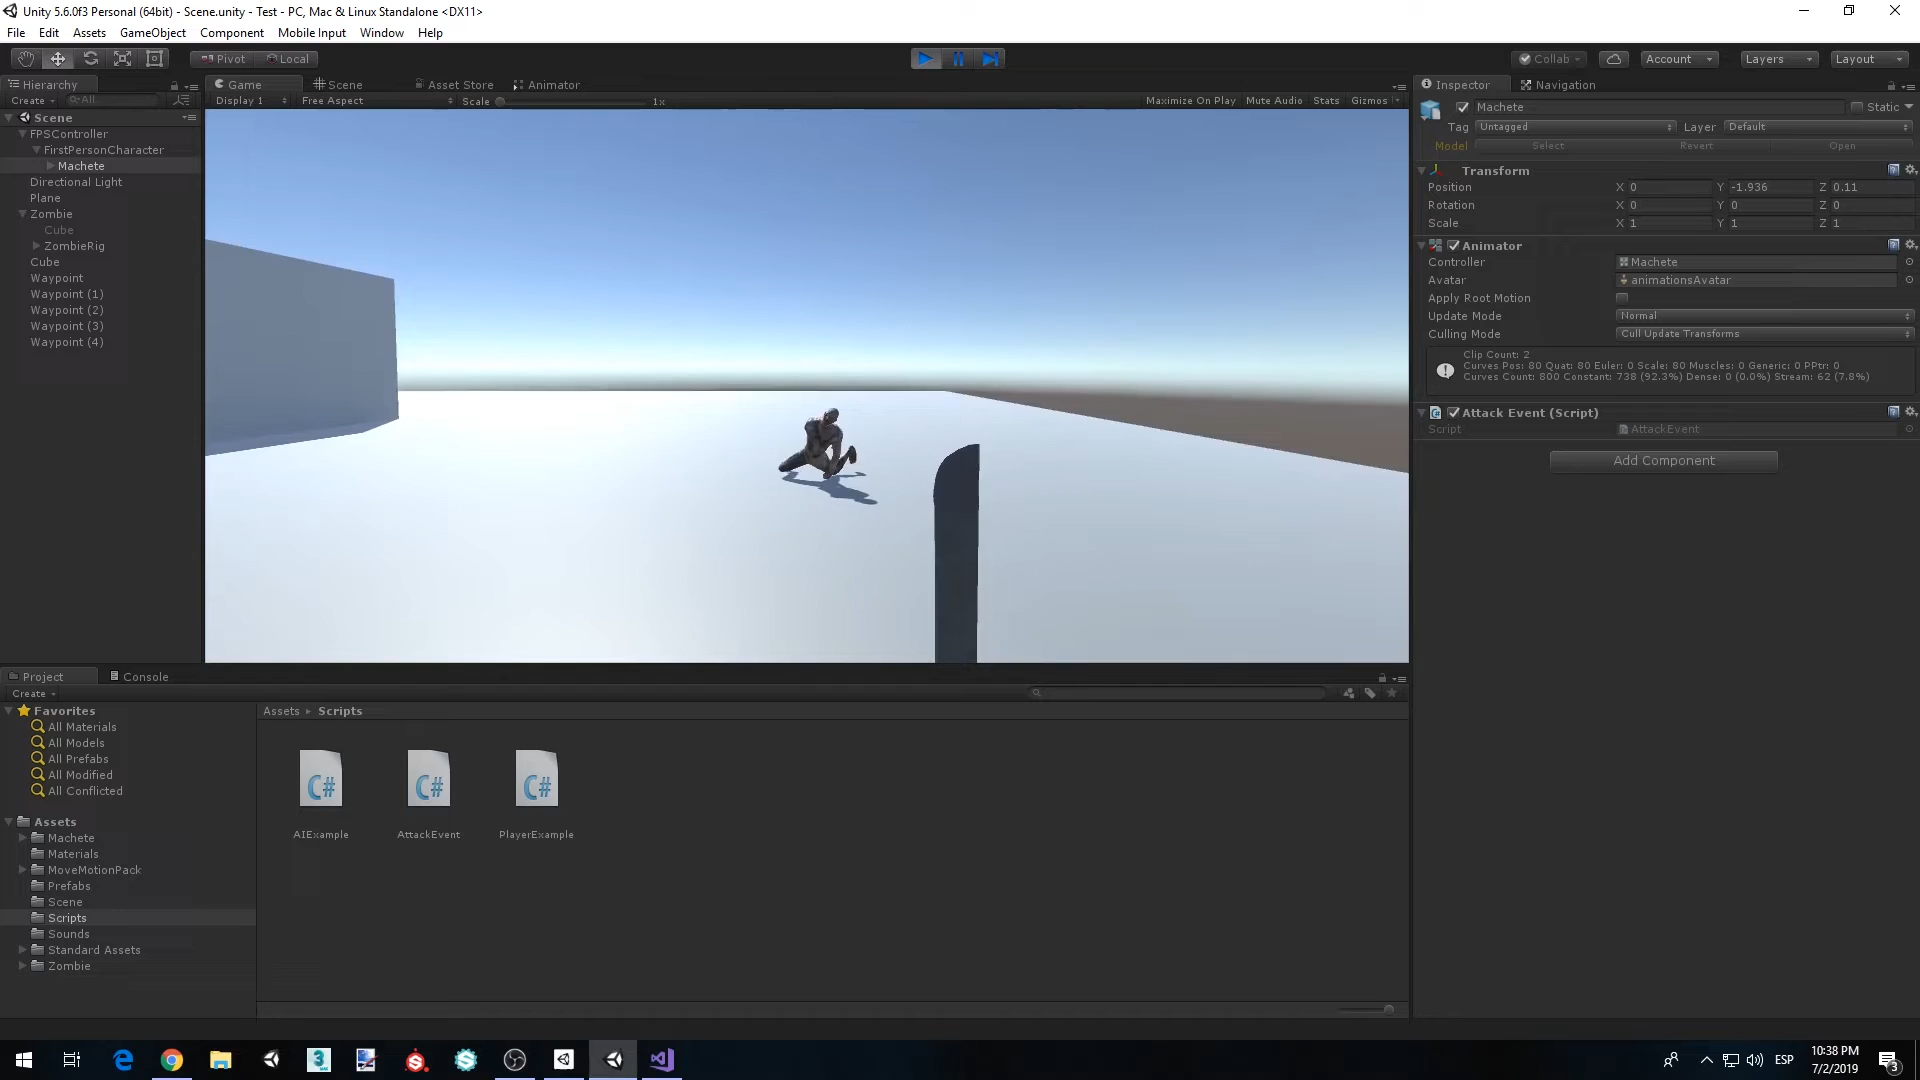 Unity 5.6.0f3 Personal (64bit) - Scene.unity - Test - PC, Mac & Linux Standalone <DX11>
File Edit Assets GameObject Component Mobile Input Window Help
Pivot Local Collab Account Layers Layout
Hierarchy Game Scene Asset Store Animator Inspector Navigation
Create All Display 1 Free Aspect Scale 1x Maximize On Play Mute Audio Stats Gizmos
Machete Static
Tag Untagged Layer Default
Model Select Revert Open
Scene
FPSController
FirstPersonCharacter
Machete
Directional Light
Plane
Zombie
Cube
ZombieRig
Cube
Waypoint
Waypoint (1)
Waypoint (2)
Waypoint (3)
Waypoint (4)
Transform
Position X 0 Y -1.936 Z 0.11
Rotation X 0 Y 0 Z 0
Scale X 1 Y 1 Z 1
Animator
Controller Machete
Avatar animationsAvatar
Apply Root Motion
Update Mode Normal
Culling Mode Cull Update Transforms
Clip Count: 2
Curves Pos: 80 Quat: 80 Euler: 0 Scale: 80 Muscles: 0 Generic: 0 PPtr: 0
Curves Count: 800 Constant: 738 (92.3%) Dense: 0 (0.0%) Stream: 62 (7.8%)
Attack Event (Script)
Script AttackEvent
Add Component
Project Console
Create
Favorites
All Materials
All Models
All Prefabs
All Modified
All Conflicted
Assets
Machete
Materials
MoveMotionPack
Prefabs
Scene
Scripts
Sounds
Standard Assets
Zombie
Assets Scripts
C# C# C#
AIExample AttackEvent PlayerExample
ESP
10:38 PM
7/2/2019
3